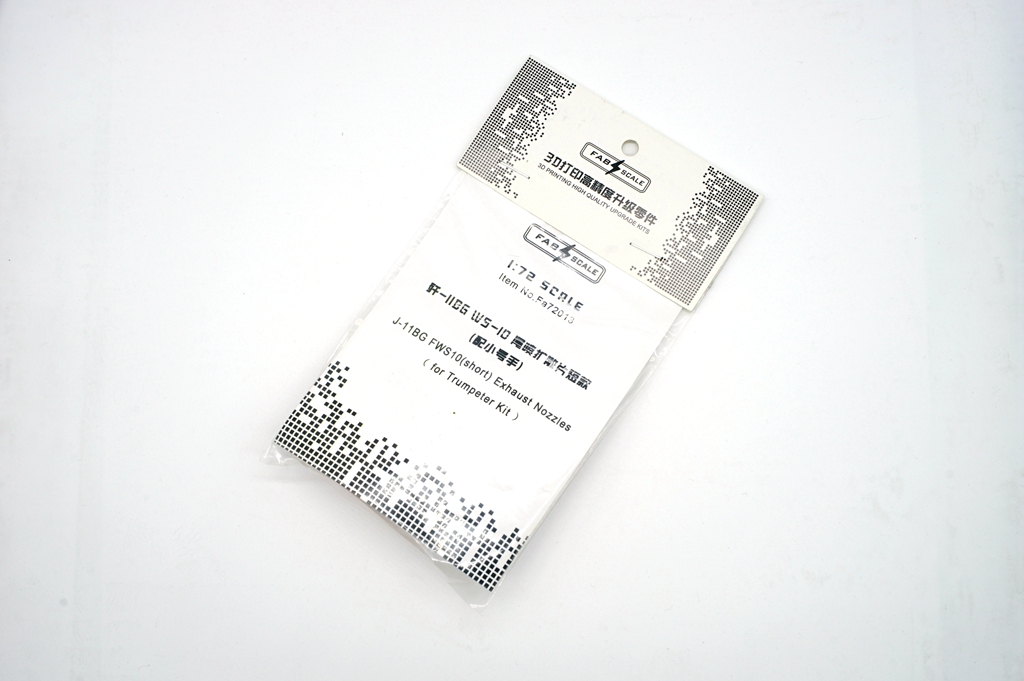 FAB SCALE
3D打印高精度升级零件
3D PRINTING HIGH QUALITY UPGRADE KITS
FAB SCALE
1:72 SCALE
Item No.Fa72013
歼-11BG WS-10 尾喷扩散片短款
(配小号手)
J-11BG FWS10(short) Exhaust Nozzles
( for Trumpeter Kit )